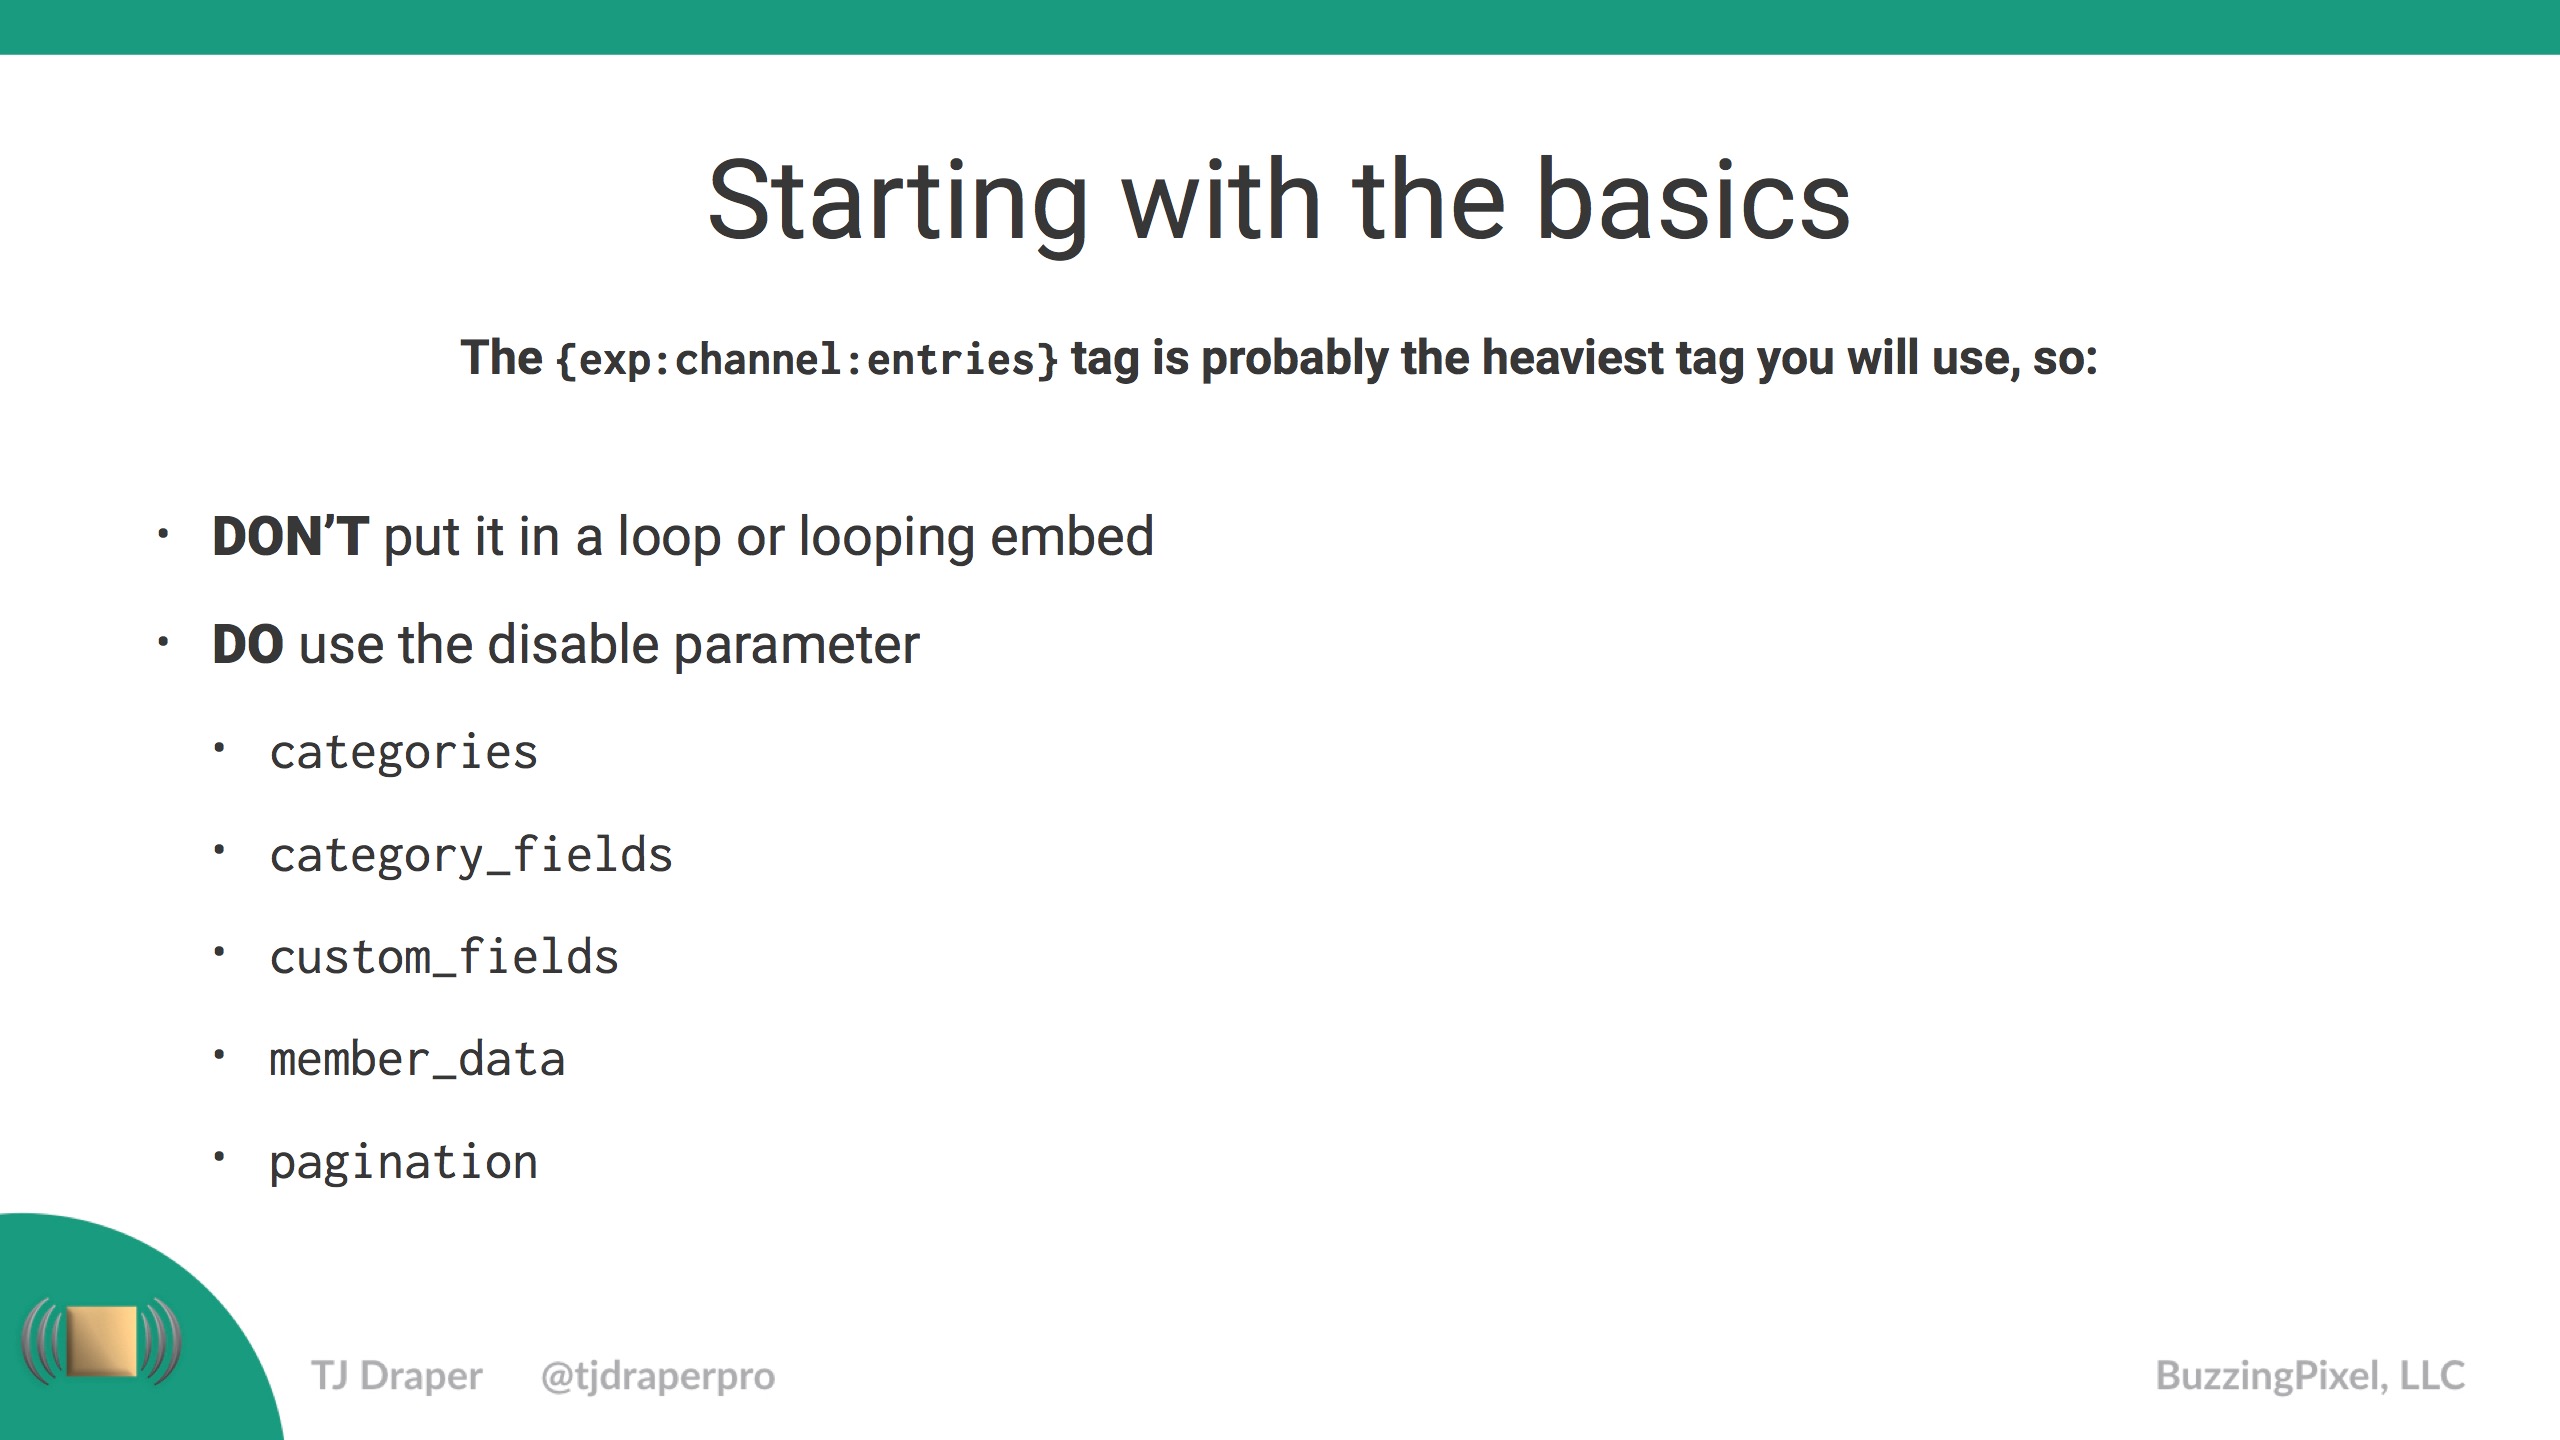 Starting with the basics
The {exp:channel:entries} tag is probably the heaviest tag you will use, so:
• DON’T put it in a loop or looping embed
• DO use the disable parameter
• categories
• category_fields
• custom_fields
• member_data
• pagination
TJ Draper @tjdraperpro BuzzingPixel, LLC